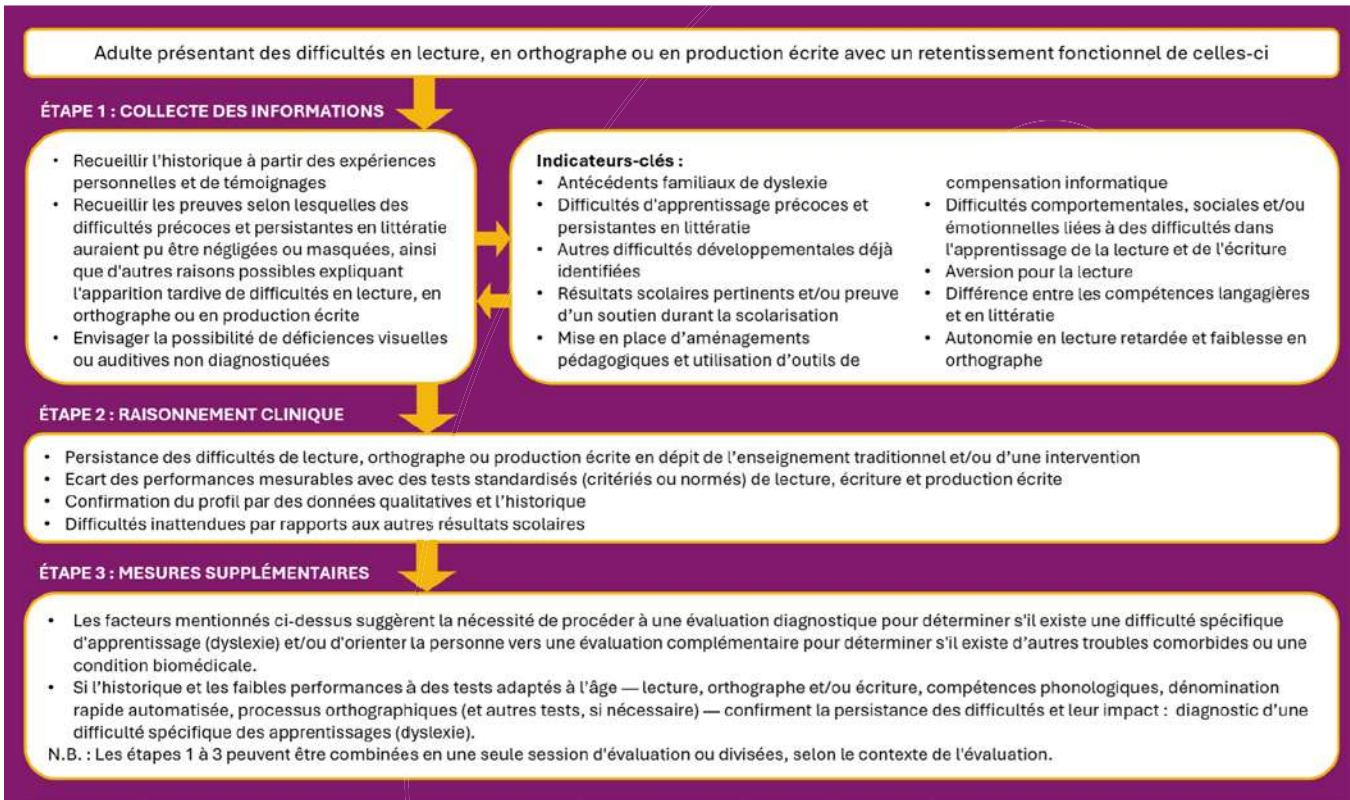 Adulte présentant des difficultés en lecture, en orthographe ou en production écrite avec un retentissement fonctionnel de celles-ci
ÉTAPE 1 : COLLECTE DES INFORMATIONS
• Recueillir l'historique à partir des expériences
personnelles et de témoignages
• Recueillir les preuves selon lesquelles des
difficultés précoces et persistantes en littératie
auraient pu être négligées ou masquées, ainsi
que d'autres raisons possibles expliquant
l'apparition tardive de difficultés en lecture, en
orthographe ou en production écrite
• Envisager la possibilité de déficiences visuelles
ou auditives non diagnostiquées
Indicateurs-clés :
• Antécédents familiaux de dyslexie
• Difficultés d'apprentissage précoces et
persistantes en littératie
• Autres difficultés développementales déjà
identifiées
• Résultats scolaires pertinents et/ou preuve
d'un soutien durant la scolarisation
• Mise en place d'aménagements
pédagogiques et utilisation d'outils de
compensation informatique
• Difficultés comportementales, sociales et/ou
émotionnelles liées à des difficultés dans
l'apprentissage de la lecture et de l'écriture
• Aversion pour la lecture
• Différence entre les compétences langagières
et en littératie
• Autonomie en lecture retardée et faiblesse en
orthographe
ÉTAPE 2 : RAISONNEMENT CLINIQUE
• Persistance des difficultés de lecture, orthographe ou production écrite en dépit de l'enseignement traditionnel et/ou d'une intervention
• Ecart des performances mesurables avec des tests standardisés (critériés ou normés) de lecture, écriture et production écrite
• Confirmation du profil par des données qualitatives et l'historique
• Difficultés inattendues par rapports aux autres résultats scolaires
ÉTAPE 3 : MESURES SUPPLÉMENTAIRES
• Les facteurs mentionnés ci-dessus suggèrent la nécessité de procéder à une évaluation diagnostique pour déterminer s'il existe une difficulté spécifique
d'apprentissage (dyslexie) et/ou d'orienter la personne vers une évaluation complémentaire pour déterminer s'il existe d'autres troubles comorbides ou une
condition biomédicale.
• Si l'historique et les faibles performances à des tests adaptés à l'âge — lecture, orthographe et/ou écriture, compétences phonologiques, dénomination
rapide automatisée, processus orthographiques (et autres tests, si nécessaire) — confirment la persistance des difficultés et leur impact : diagnostic d'une
difficulté spécifique des apprentissages (dyslexie).
N.B. : Les étapes 1 à 3 peuvent être combinées en une seule session d'évaluation ou divisées, selon le contexte de l'évaluation.